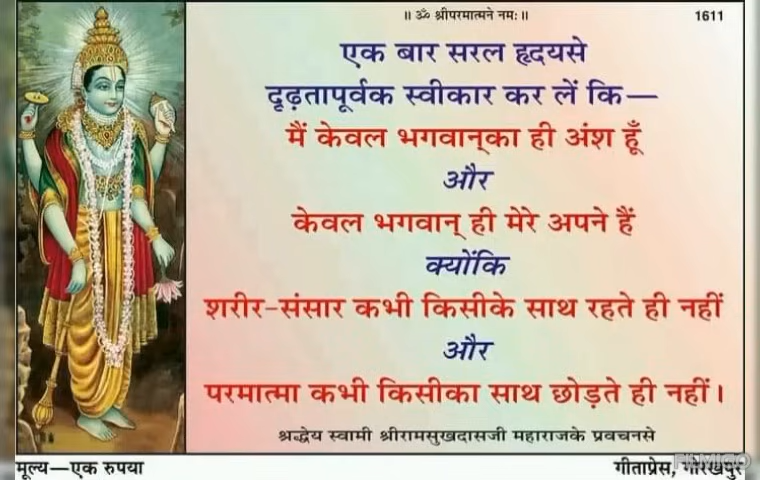 ॥ ॐ श्रीपरमात्मने नमः॥
1611
एक बार सरल हृदयसे
दृढ़तापूर्वक स्वीकार कर लें कि—
मैं केवल भगवान्‌का ही अंश हूँ
और
केवल भगवान् ही मेरे अपने हैं
क्योंकि
शरीर-संसार कभी किसीके साथ रहते ही नहीं
और
परमात्मा कभी किसीका साथ छोड़ते ही नहीं।
श्रद्धेय स्वामी श्रीरामसुखदासजी महाराजके प्रवचनसे
मूल्य—एक रुपया
गीताप्रेस, गोरखपुर
FILMIGO